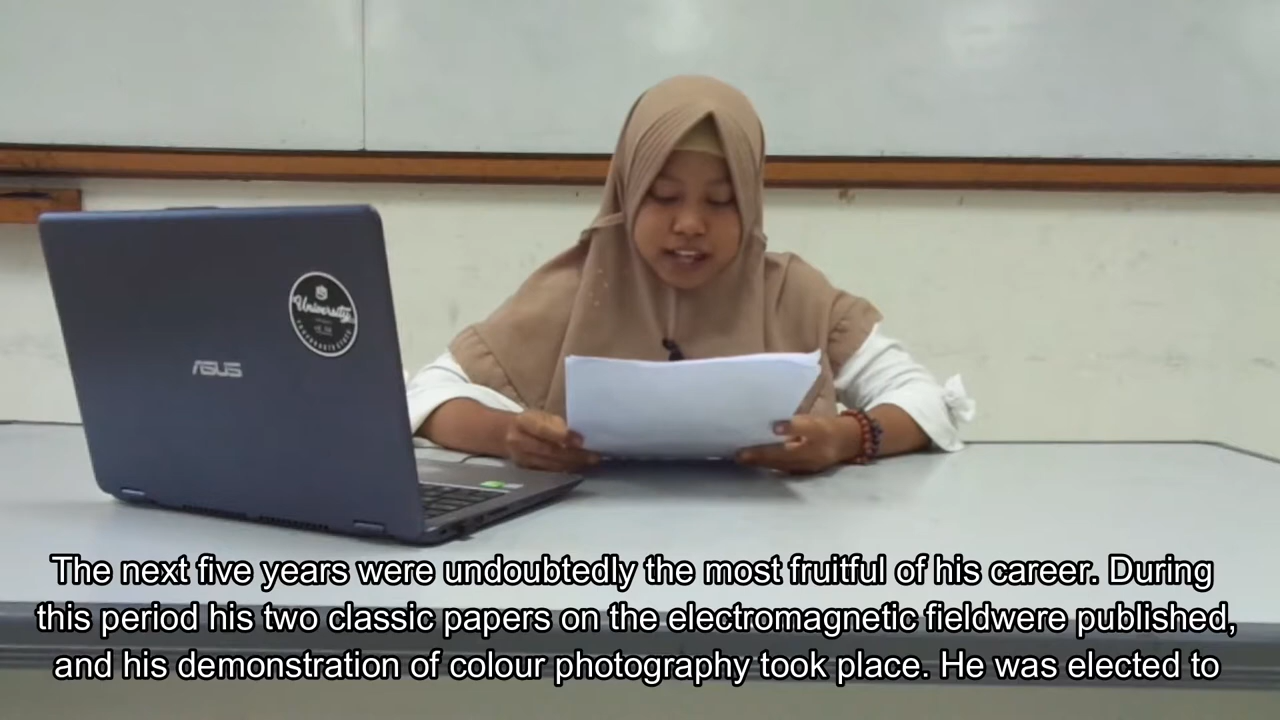 University
ASUS
The next five years were undoubtedly the most fruitful of his career. During
this period his two classic papers on the electromagnetic fieldwere published,
and his demonstration of colour photography took place. He was elected to